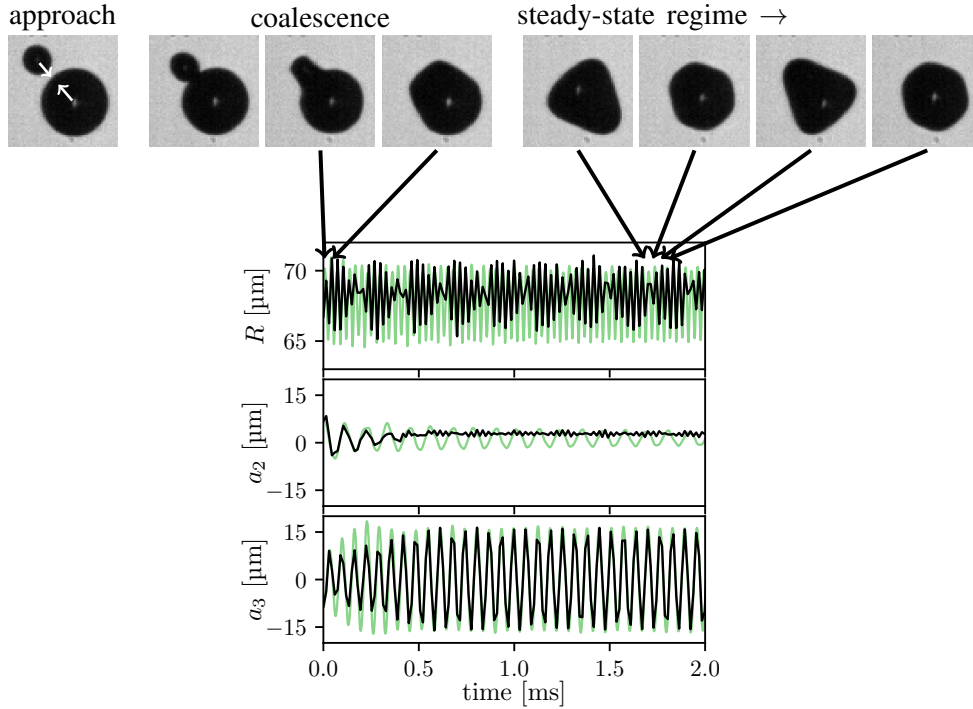 approach
coalescence
steady-state regime →
R [µm]
70
65
a₂ [µm]
15
0
−15
a₃ [µm]
15
0
−15
0.0 0.5 1.0 1.5 2.0
time [ms]